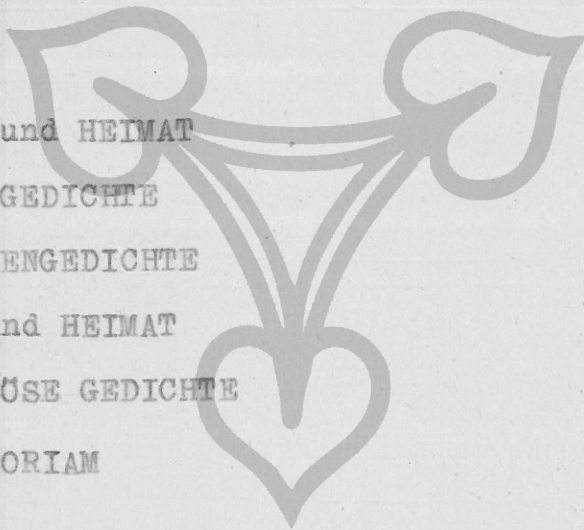 und HEIMAT
GEDICHTE
ENGEDICHTE
nd HEIMAT
ÖSE GEDICHTE
ORIAM